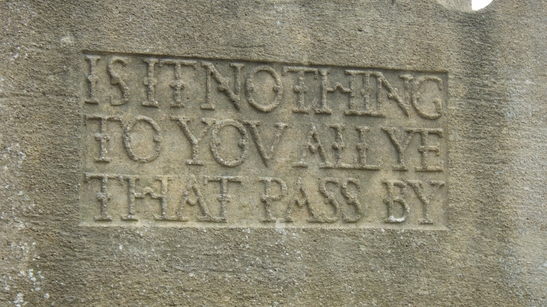 IS IT NOTHING
TO YOV ALL YE
THAT PASS BY